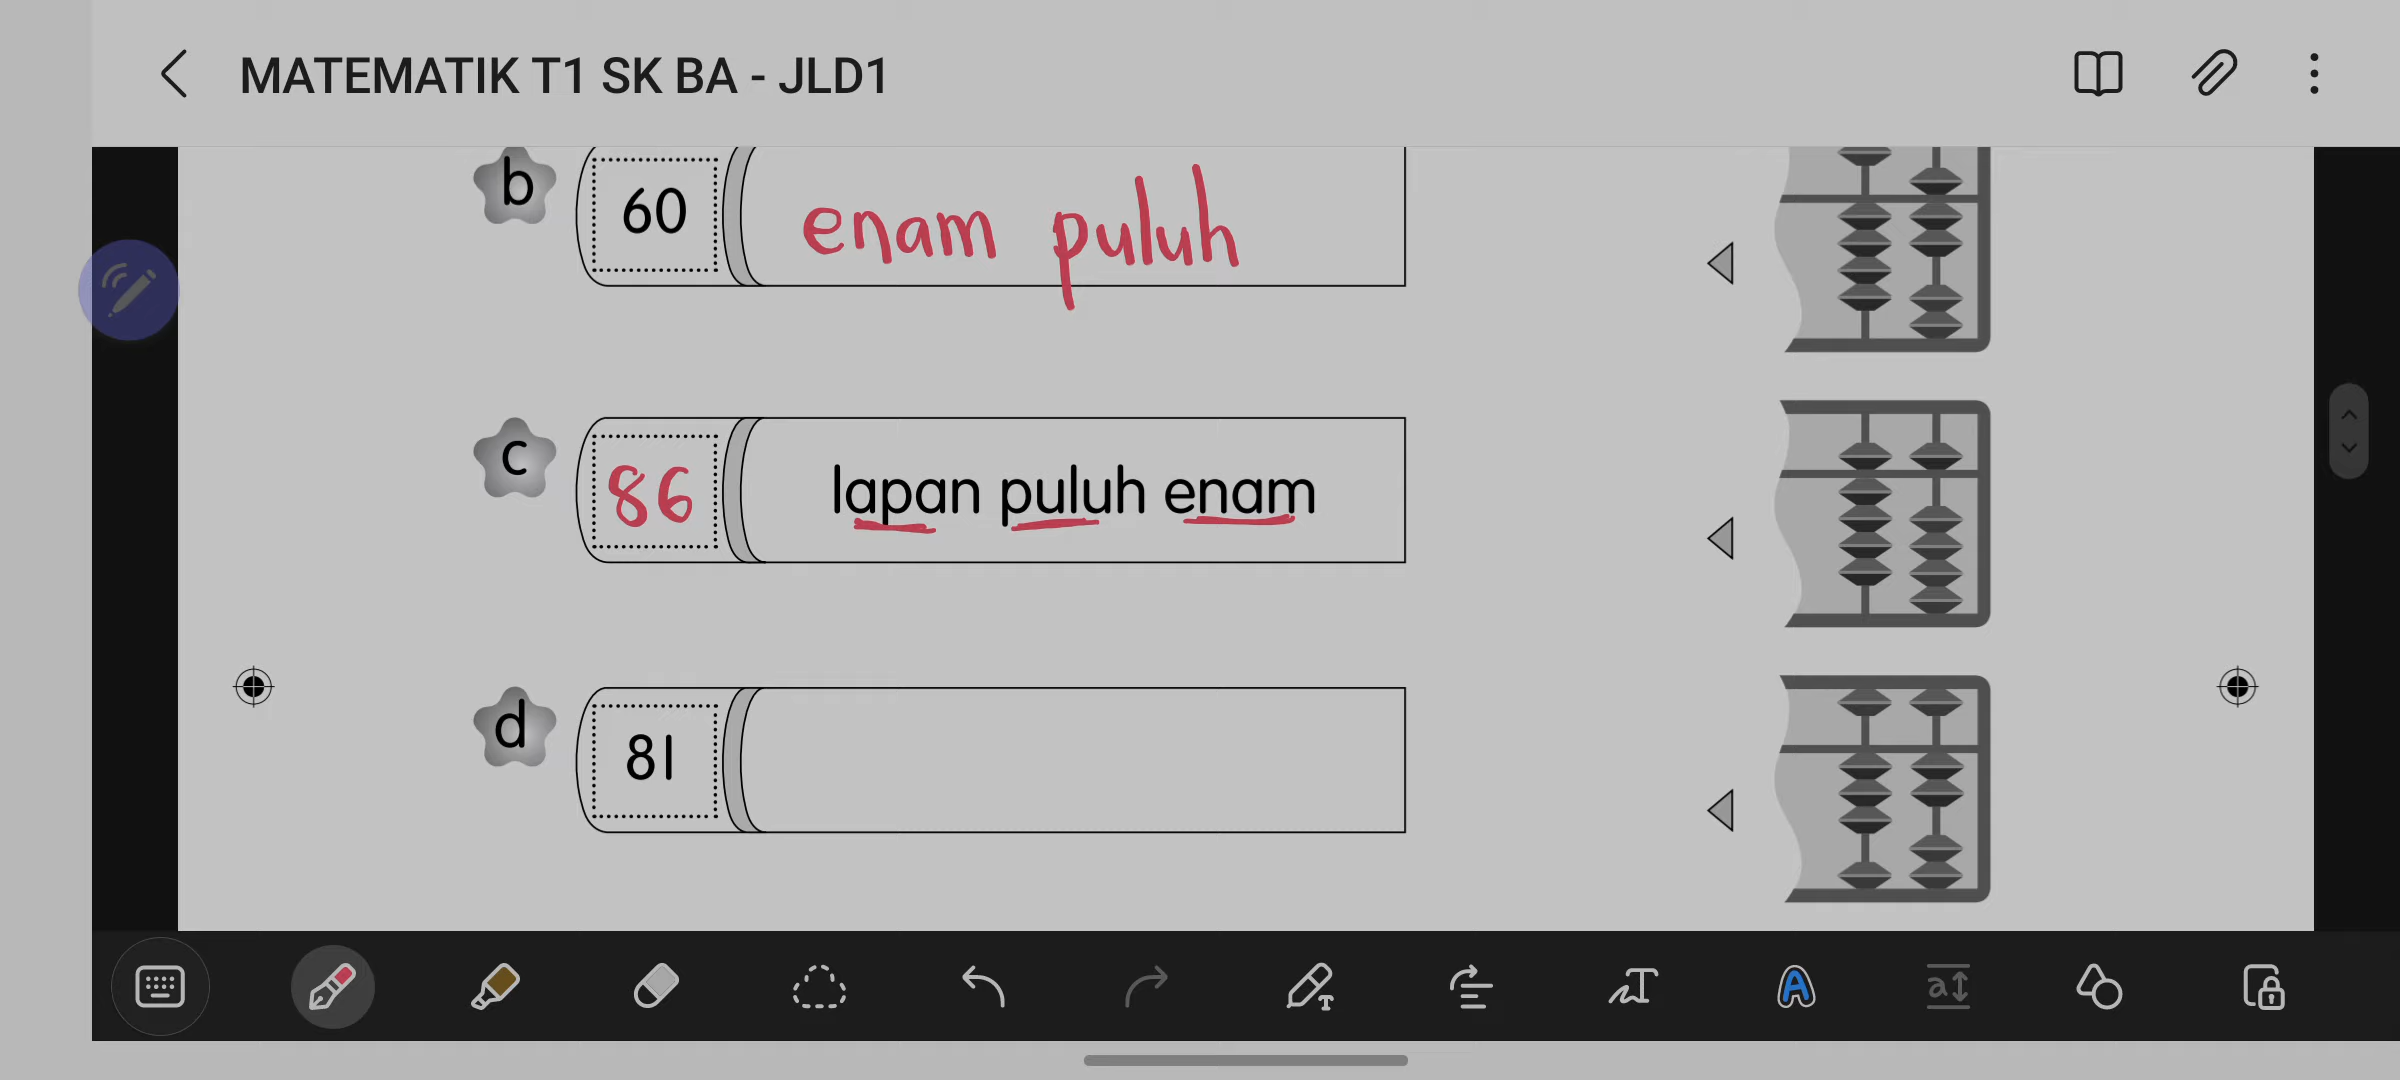 MATEMATIK T1 SK BA - JLD1
b
60
enam puluh
c
86
lapan puluh enam
d
81